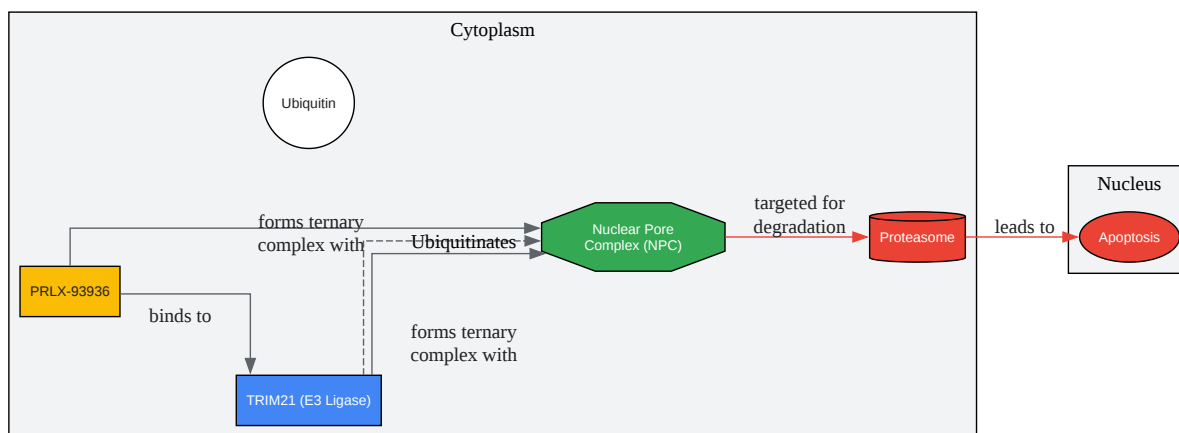 Cytoplasm
Ubiquitin
Nucleus
forms ternary
complex with
Ubiquitinates
Nuclear Pore
Complex (NPC)
targeted for
degradation
Proteasome
leads to
Apoptosis
PRLX-93936
binds to
forms ternary
complex with
TRIM21 (E3 Ligase)